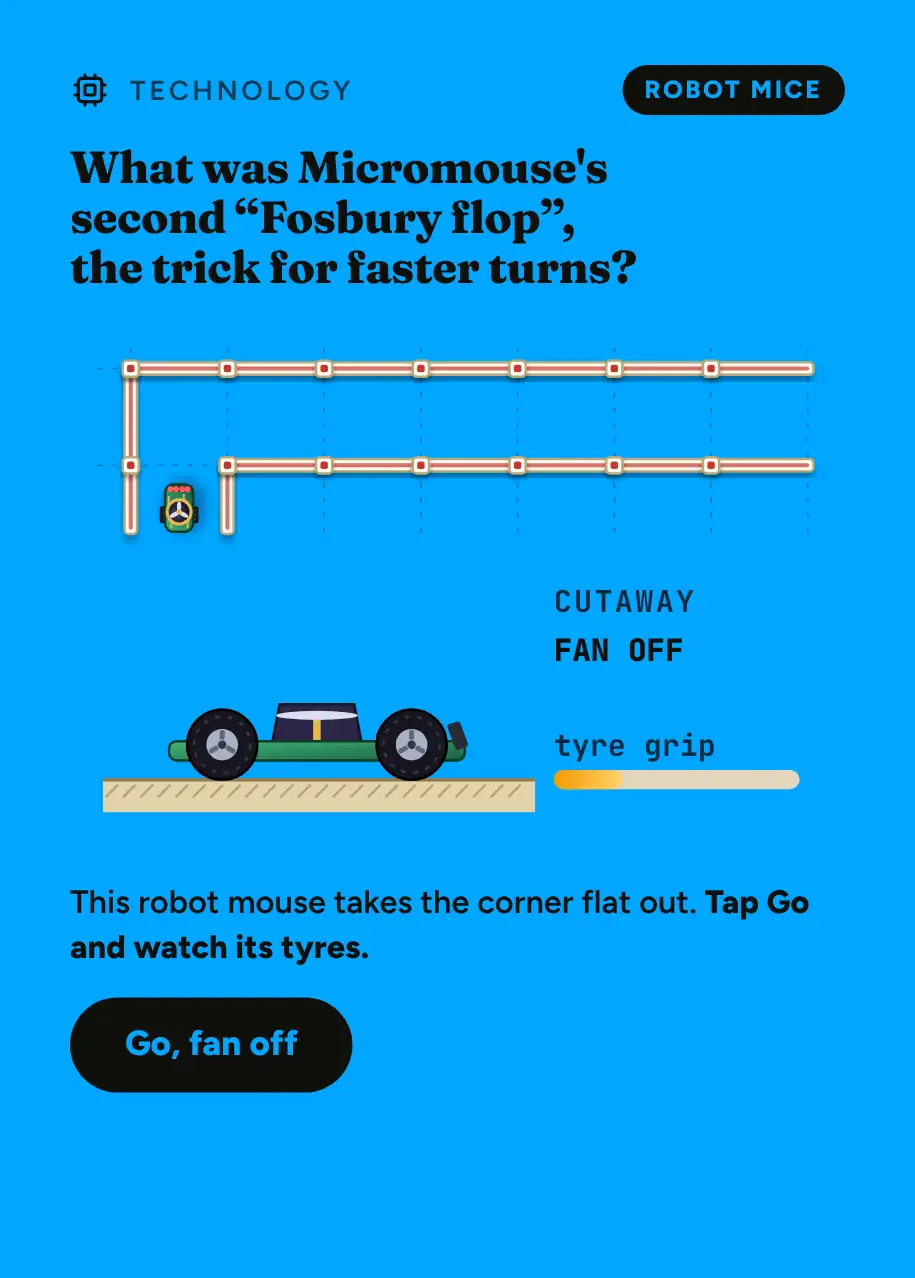 TECHNOLOGY
ROBOT MICE
What was Micromouse's
second “Fosbury flop”,
the trick for faster turns?
CUTAWAY
FAN OFF
tyre grip
This robot mouse takes the corner flat out. Tap Go
and watch its tyres.
Go, fan off